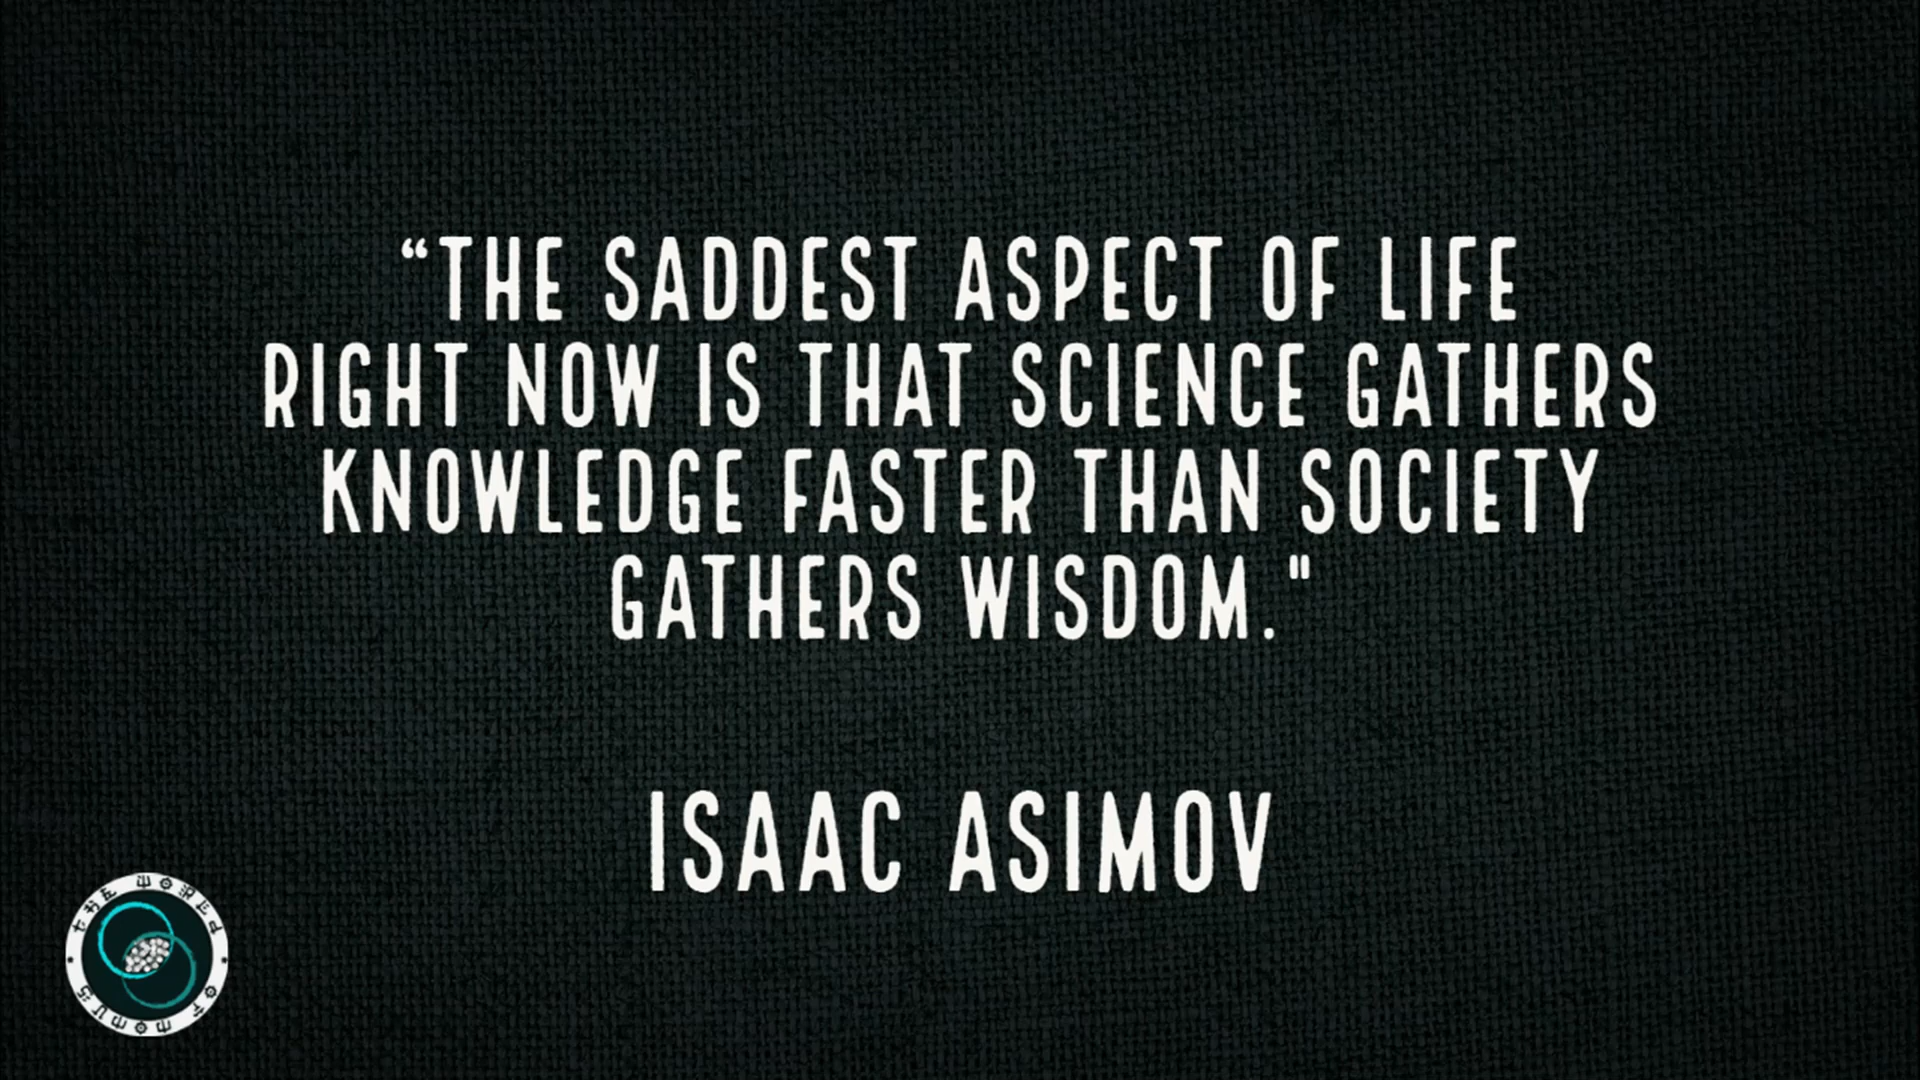 “THE SADDEST ASPECT OF LIFE
RIGHT NOW IS THAT SCIENCE GATHERS
KNOWLEDGE FASTER THAN SOCIETY
GATHERS WISDOM."
ISAAC ASIMOV